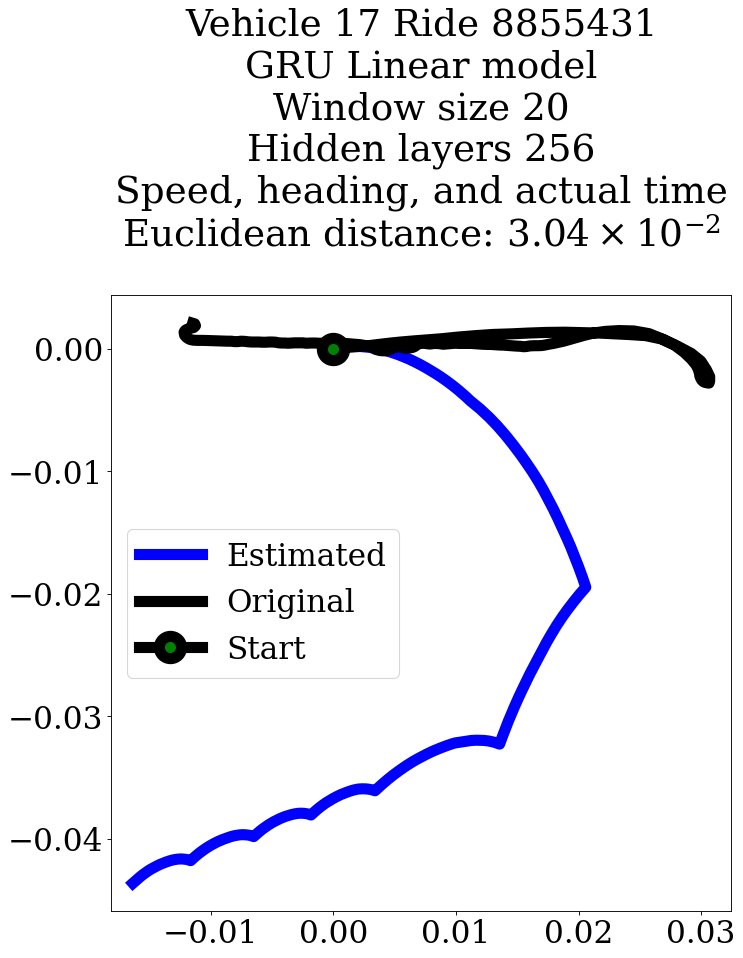 Vehicle 17 Ride 8855431
GRU Linear model
Window size 20
Hidden layers 256
Speed, heading, and actual time
Euclidean distance: 3.04 × 10⁻²
0.00
−0.01
−0.02
−0.03
−0.04
Estimated
Original
Start
−0.01 0.00 0.01 0.02 0.03